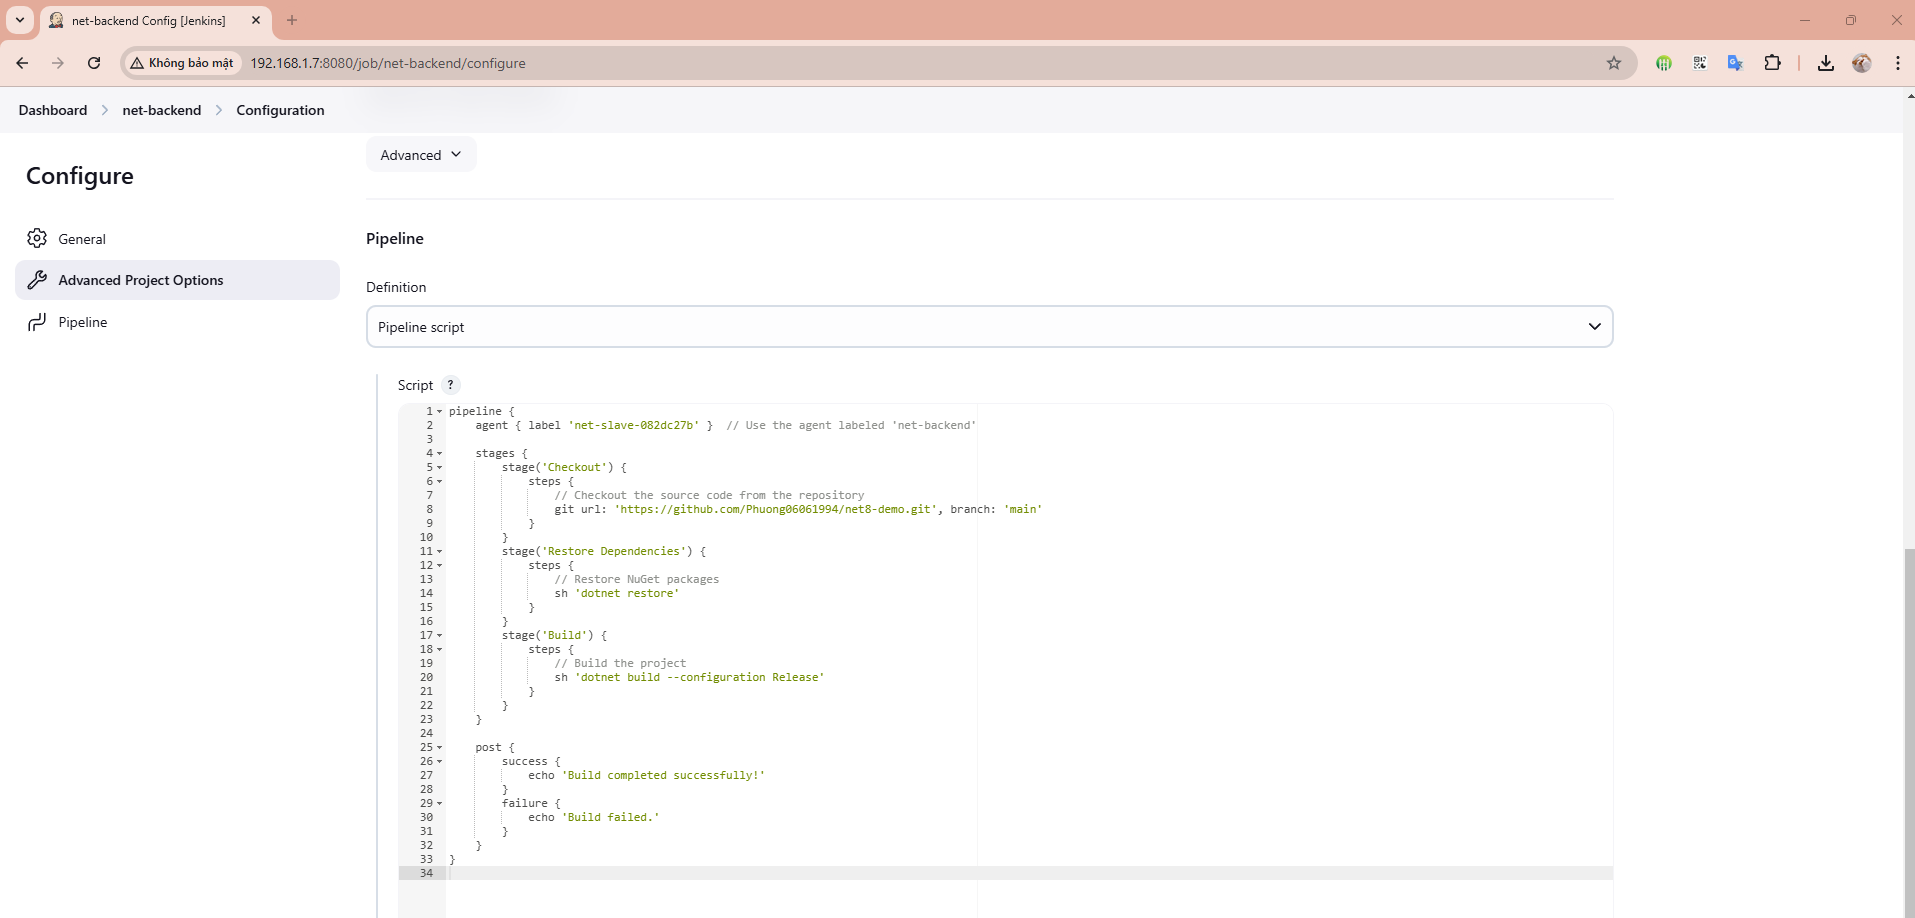 net-backend Config [Jenkins]
Không bảo mật
192.168.1.7:8080/job/net-backend/configure
Dashboard
net-backend
Configuration
Configure
General
Advanced Project Options
Pipeline
Advanced
Pipeline
Definition
Pipeline script
Script ?
1 pipeline {
2     agent { label 'net-slave-082dc27b' }  // Use the agent labeled 'net-backend'
3
4     stages {
5         stage('Checkout') {
6             steps {
7                 // Checkout the source code from the repository
8                 git url: 'https://github.com/Phuong06061994/net8-demo.git', branch: 'main'
9             }
10         }
11         stage('Restore Dependencies') {
12             steps {
13                 // Restore NuGet packages
14                 sh 'dotnet restore'
15             }
16         }
17         stage('Build') {
18             steps {
19                 // Build the project
20                 sh 'dotnet build --configuration Release'
21             }
22         }
23     }
24
25     post {
26         success {
27             echo 'Build completed successfully!'
28         }
29         failure {
30             echo 'Build failed.'
31         }
32     }
33 }
34